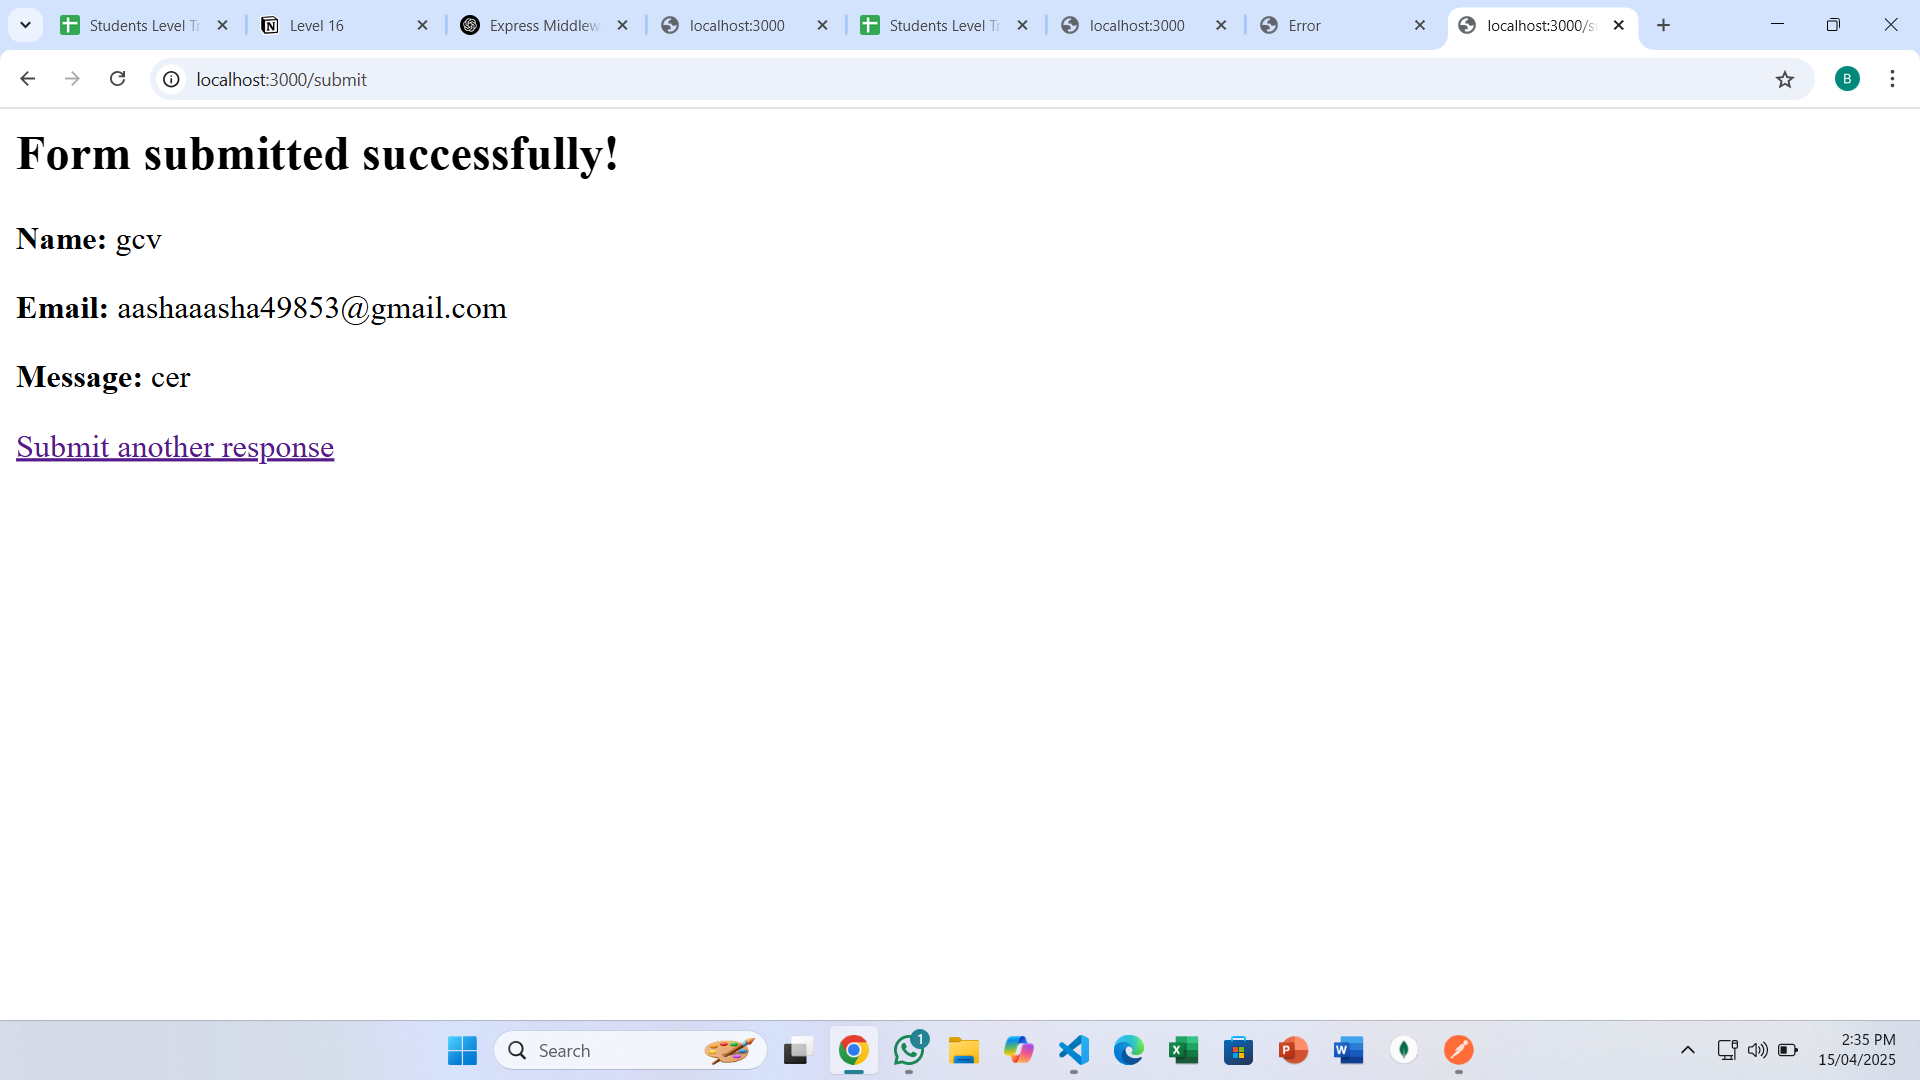 Students Level Tr
Level 16
Express Middlew
localhost:3000
Students Level Tr
localhost:3000
Error
localhost:3000/s
localhost:3000/submit
B
Form submitted successfully!
Name: gcv
Email: aashaaasha49853@gmail.com
Message: cer
Submit another response
Search
1
2:35 PM
15/04/2025